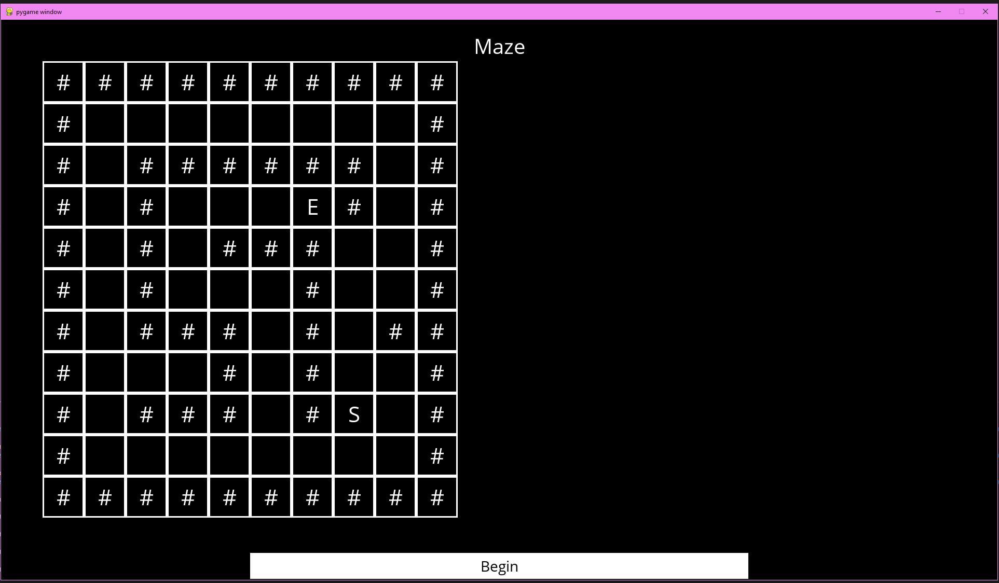 pygame window
Maze
# # # # # # # # # #
# #
# # # # # # # # #
# # E # #
# # # # # #
# # # #
# # # # # # #
# # # #
# # # # # S #
# #
# # # # # # # # # #
Begin